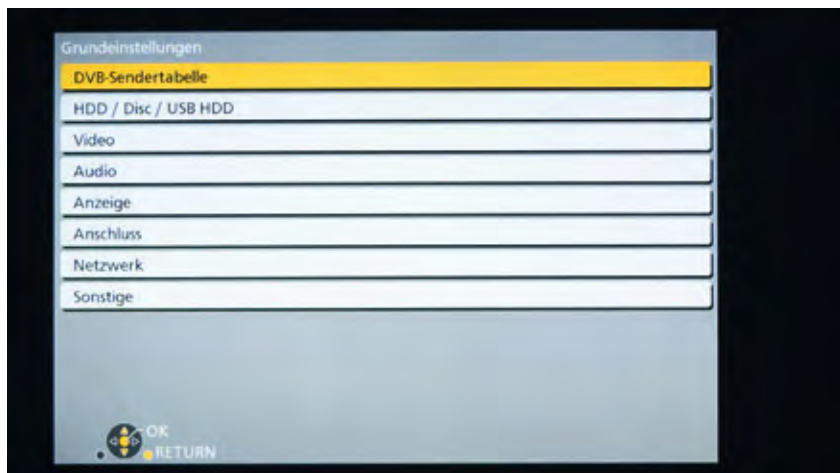 Grundeinstellungen
DVB-Sendertabelle
HDD / Disc / USB HDD
Video
Audio
Anzeige
Anschluss
Netzwerk
Sonstige
OK
RETURN